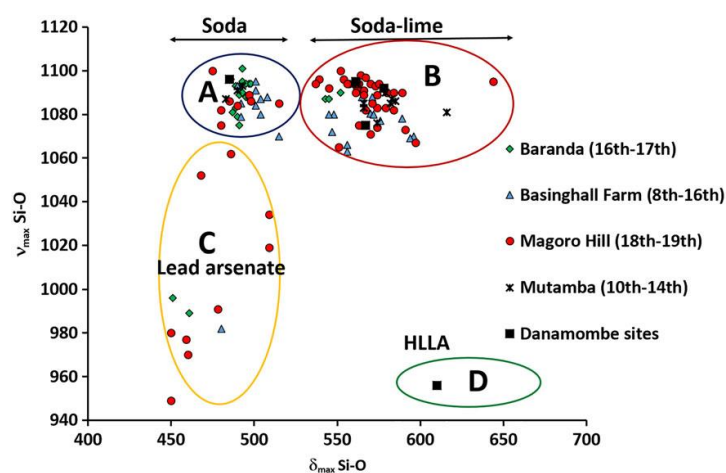 Soda Soda-lime
1120
1100
1080
1060
1040
1020
1000
980
960
940
νmax Si-O
A
B
C
Lead arsenate
HLLA
D
Baranda (16th-17th)
Basinghall Farm (8th-16th)
Magoro Hill (18th-19th)
Mutamba (10th-14th)
Danamombe sites
400 450 500 550 600 650 700
δmax Si-O